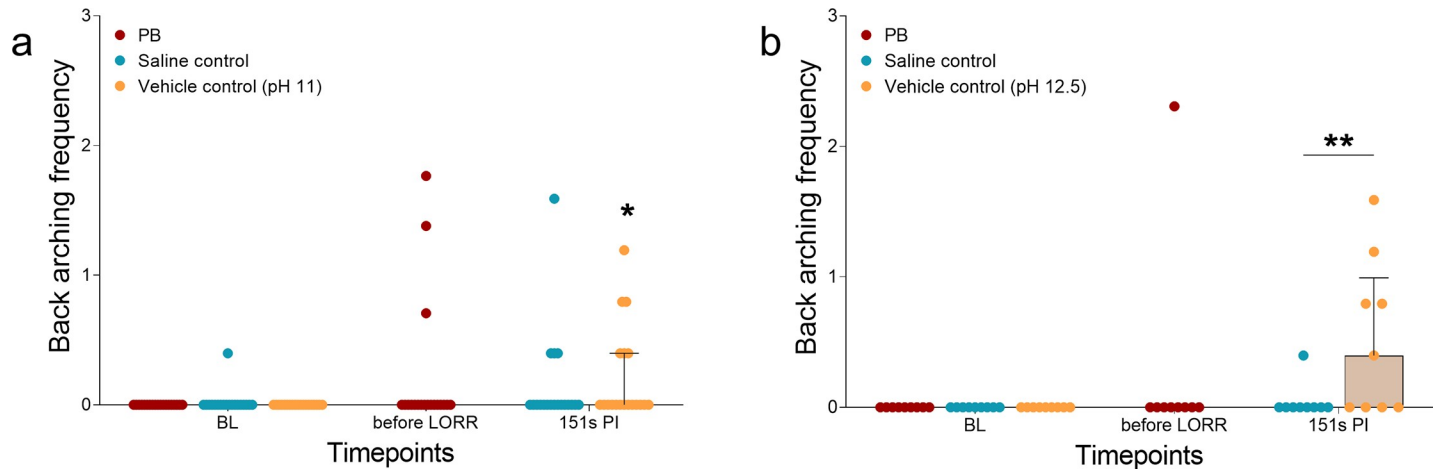 a
Back arching frequency
3
2
1
0
PB
Saline control
Vehicle control (pH 11)
*
BL
before LORR
151s PI
Timepoints
b
Back arching frequency
3
2
1
0
PB
Saline control
Vehicle control (pH 12.5)
**
BL
before LORR
151s PI
Timepoints